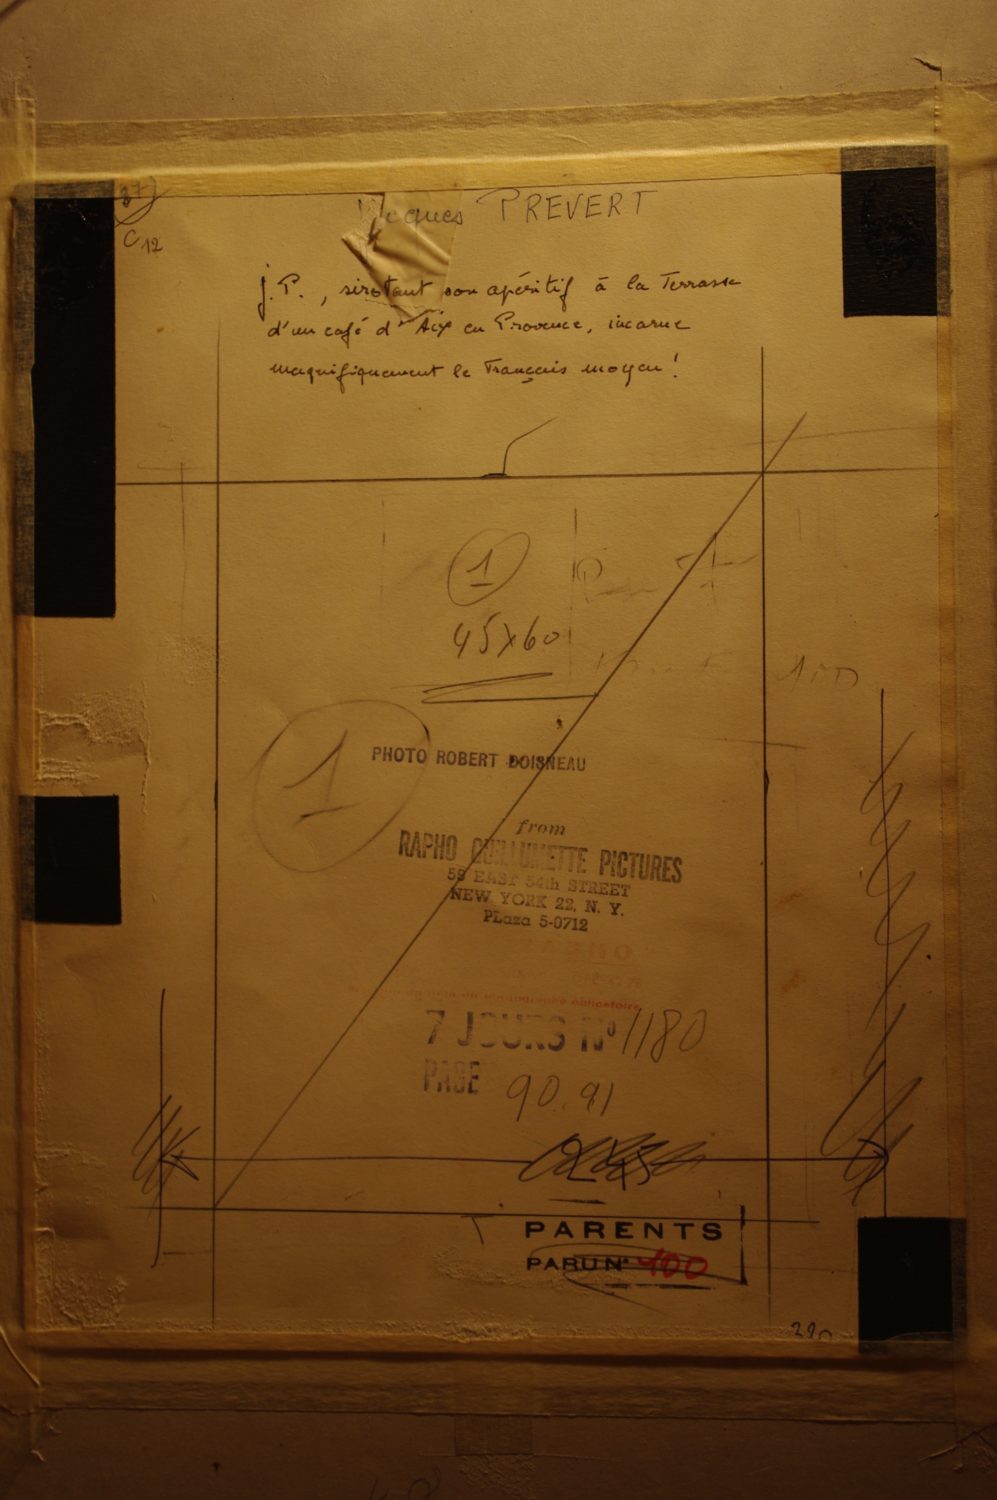 C 12
Jacques PREVERT
J.P., sirotant son apéritif à la Terrasse
d'un café d'Aix en Provence, incarne
magnifiquement le Français moyen !
1
45x60
1
PHOTO ROBERT DOISNEAU
from
RAPHO GUILLUMETTE PICTURES
59 EAST 54th STREET
NEW YORK 22, N. Y.
PLaza 5-0712
7 JOURS Nº 1180
PAGE 90.91
PARENTS
PARU Nº 100